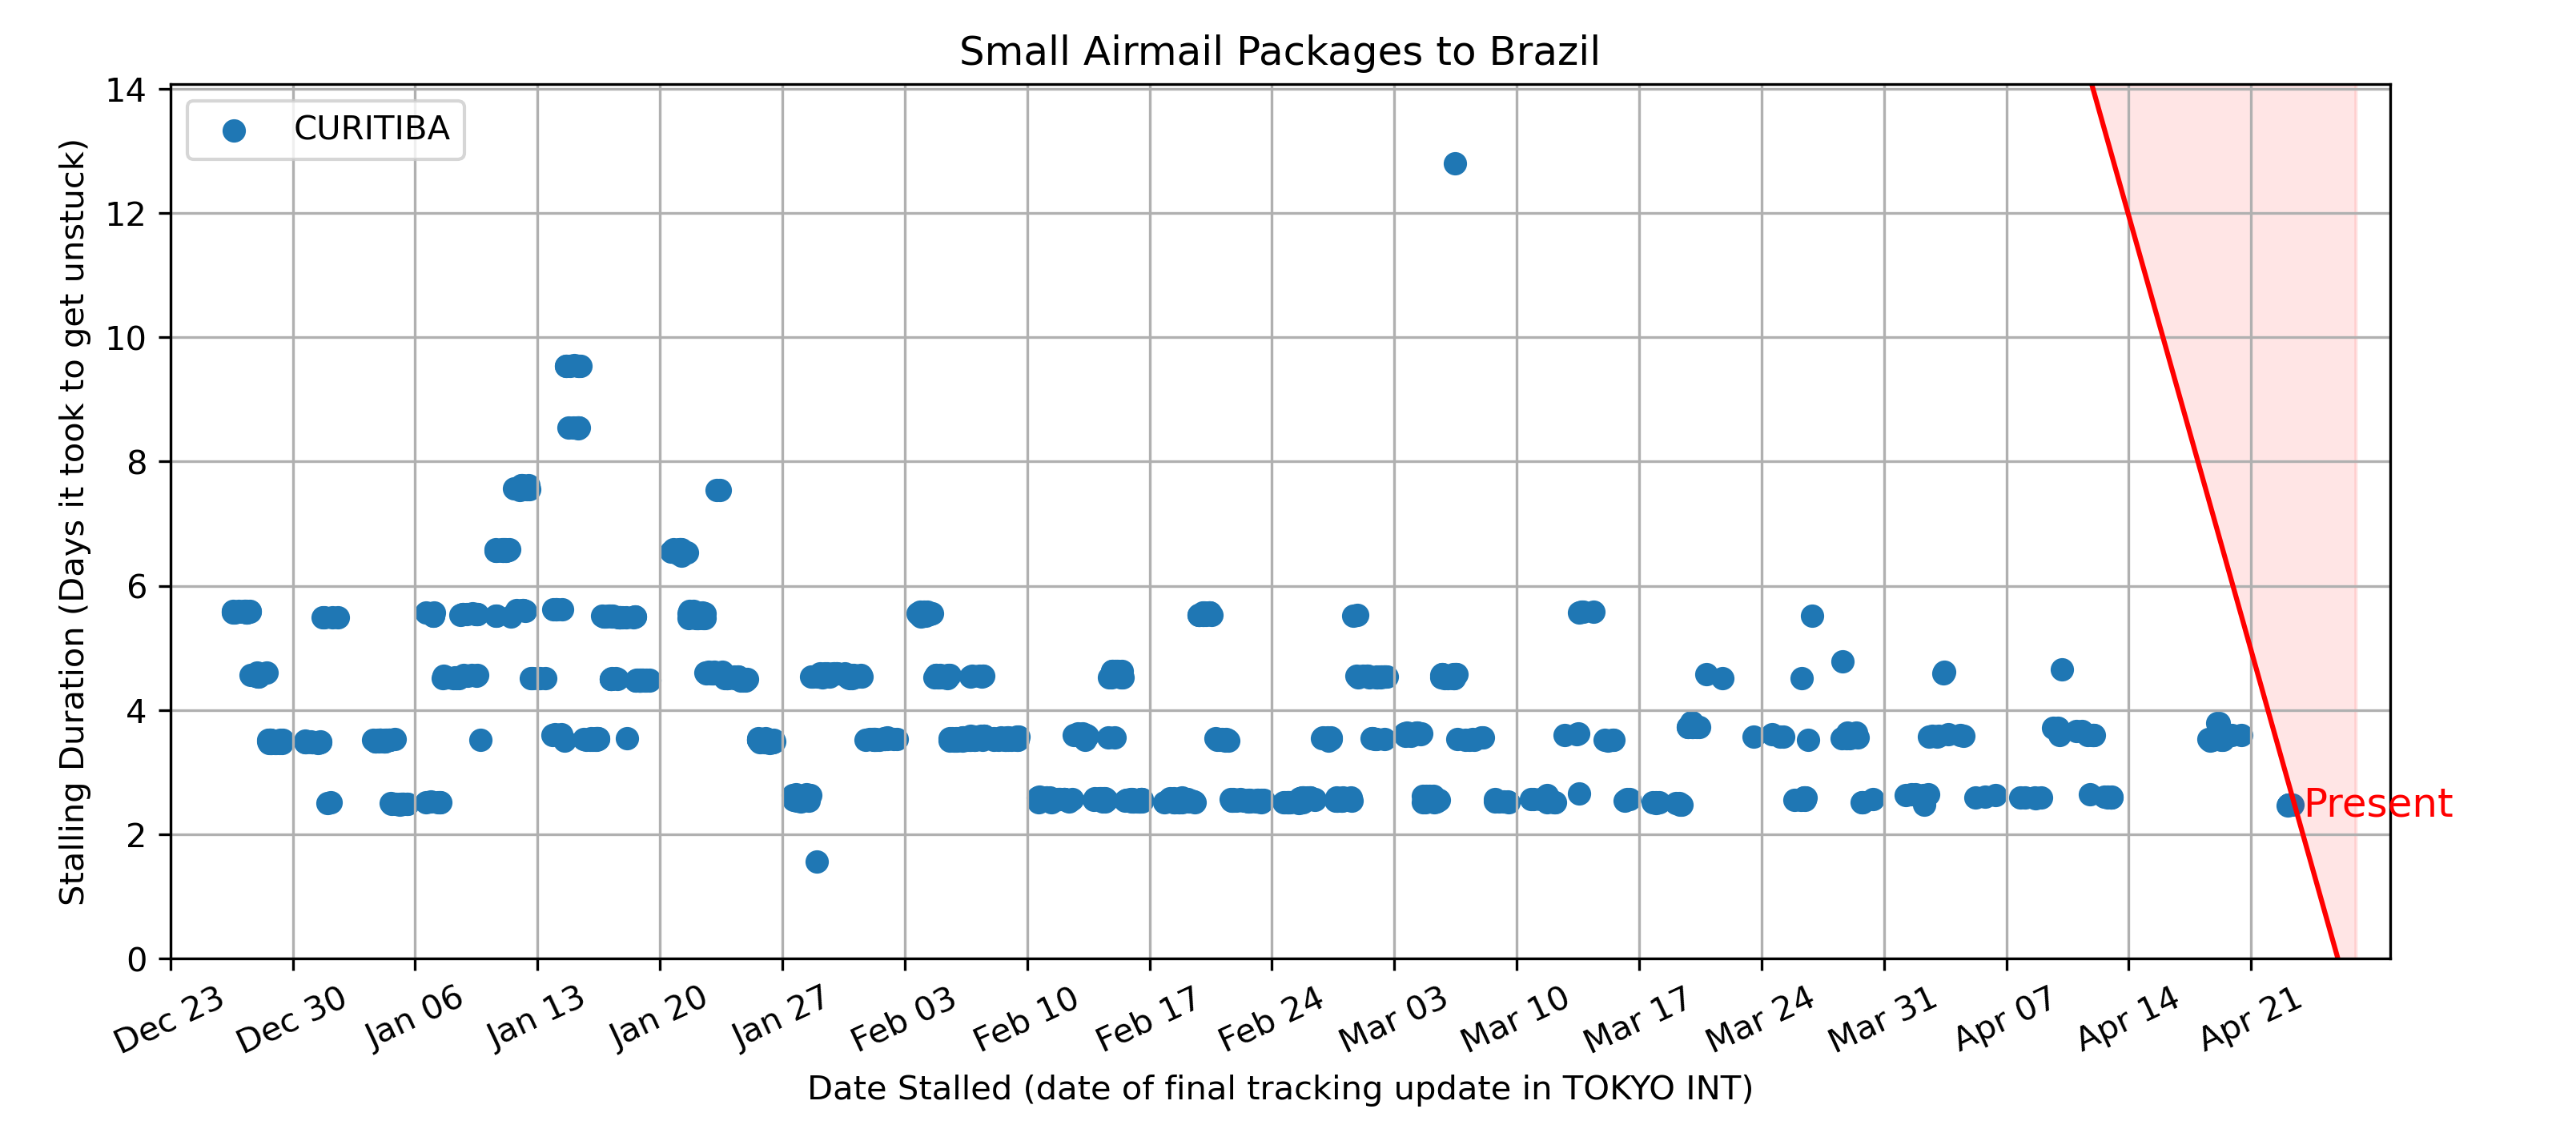 Small Airmail Packages to Brazil
CURITIBA
Stalling Duration (Days it took to get unstuck)
14
12
10
8
6
4
2
0
Present
Dec 23
Dec 30
Jan 06
Jan 13
Jan 20
Jan 27
Feb 03
Feb 10
Feb 17
Feb 24
Mar 03
Mar 10
Mar 17
Mar 24
Mar 31
Apr 07
Apr 14
Apr 21
Date Stalled (date of final tracking update in TOKYO INT)